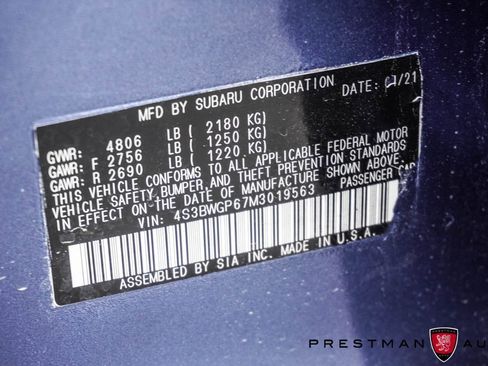 MFD BY SUBARU CORPORATION DATE: 01/21
GVWR: 4806 LB ( 2180 KG)
GAWR: F 2756 LB ( 1250 KG)
GAWR: R 2690 LB ( 1220 KG)
THIS VEHICLE CONFORMS TO ALL APPLICABLE FEDERAL MOTOR
VEHICLE SAFETY, BUMPER, AND THEFT PREVENTION STANDARDS
IN EFFECT ON THE DATE OF MANUFACTURE SHOWN ABOVE.
VIN: 4S3BWGP67M3019563 PASSENGER CAR
ASSEMBLED BY SIA INC. MADE IN U.S.A.
PRESTMAN AU